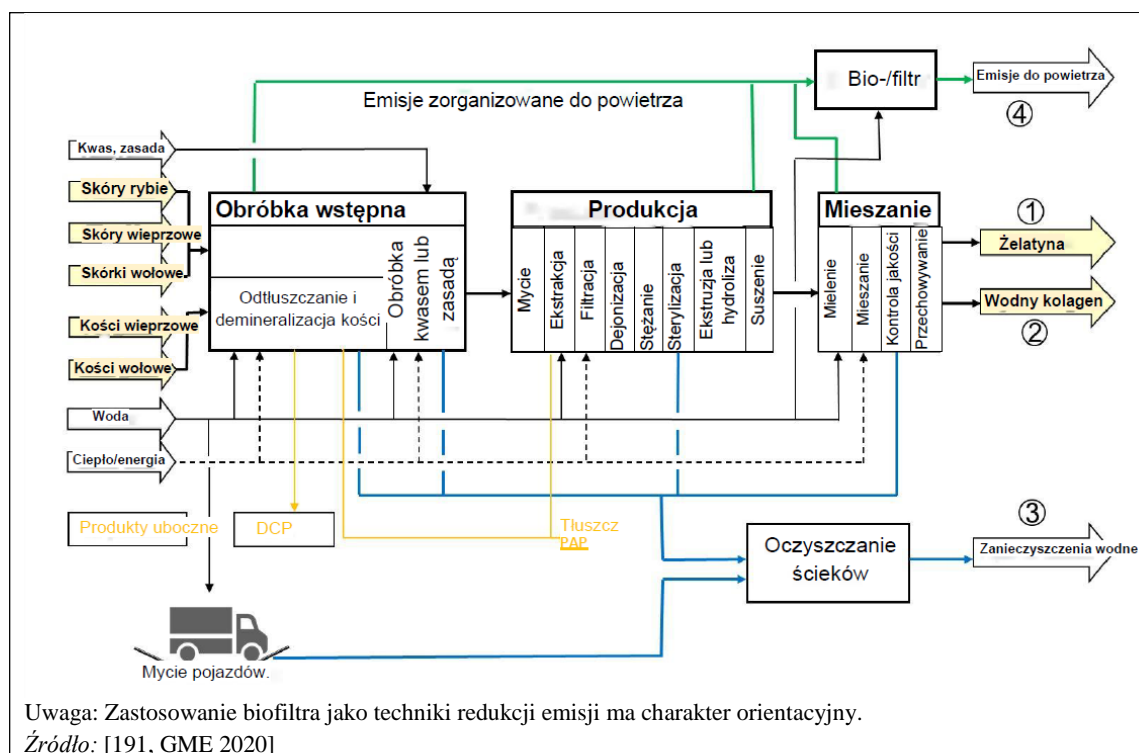 Bio-/filtr
Emisje do powietrza
④
Emisje zorganizowane do powietrza
Kwas, zasada
Skóry rybie
Skóry wieprzowe
Skórki wołowe
Kości wieprzowe
Kości wołowe
Woda
Ciepło/energia
Obróbka wstępna
Odtłuszczanie i
demineralizacja kości
Obróbka
kwasem lub
zasadą
Produkcja
Mycie
Ekstrakcja
Filtracja
Dejonizacja
Stężanie
Sterylizacja
Ekstruzja lub
hydroliza
Suszenie
Mieszanie
Mielenie
Mieszanie
Kontrola jakości
Przechowywanie
①
Żelatyna
Wodny kolagen
②
Produkty uboczne
DCP
Tłuszcz
PAP
Oczyszczanie
ścieków
③
Zanieczyszczenia wodne
Mycie pojazdów.
Uwaga: Zastosowanie biofiltra jako techniki redukcji emisji ma charakter orientacyjny.
Źródło: [191, GME 2020]